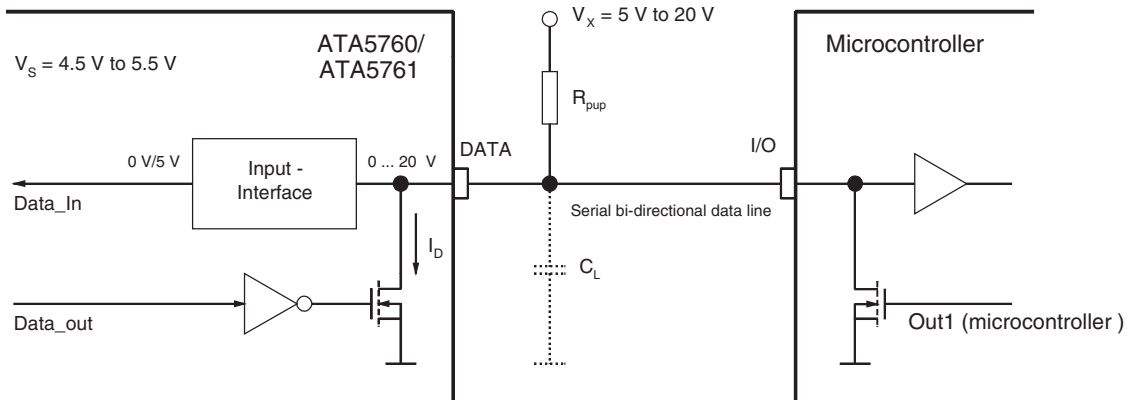 V_X = 5 V to 20 V
ATA5760/
ATA5761
Microcontroller
V_S = 4.5 V to 5.5 V
R_pup
0 V/5 V
Input -
Interface
0 ... 20 V
DATA
I/O
Data_In
Serial bi-directional data line
I_D
C_L
Data_out
Out1 (microcontroller )